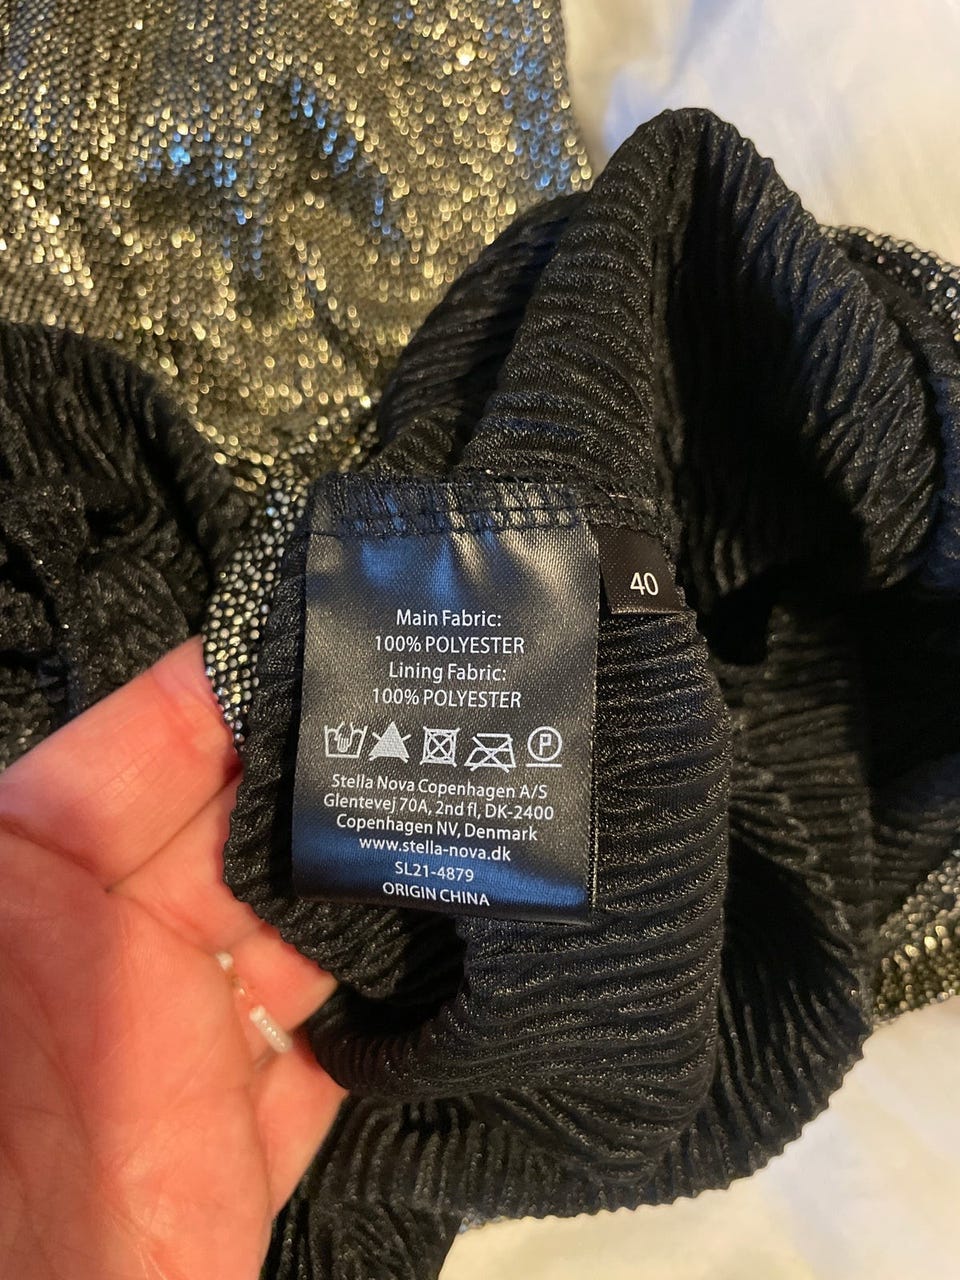 40
Main Fabric:
100% POLYESTER
Lining Fabric:
100% POLYESTER
P
Stella Nova Copenhagen A/S
Glentevej 70A, 2nd fl, DK-2400
Copenhagen NV, Denmark
www.stella-nova.dk
SL21-4879
ORIGIN CHINA